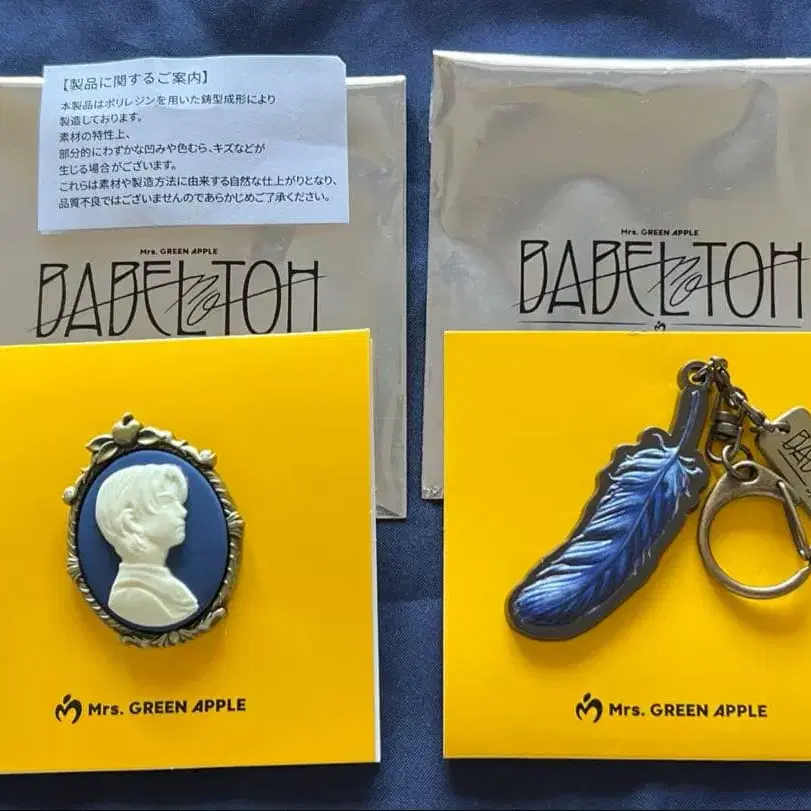 【製品に関するご案内】
本製品はポリレジンを用いた鋳型成形により
製造しております。
素材の特性上、
部分的にわずかな凹みや色むら、キズなどが
生じる場合がございます。
これらは素材や製造方法に由来する自然な仕上がりとなり、
品質不良ではございませんのであらかじめご了承ください。
Mrs. GREEN APPLE
BABEL no TOH
Mrs. GREEN APPLE
BABEL no TOH
BABE
Mrs. GREEN APPLE
Mrs. GREEN APPLE